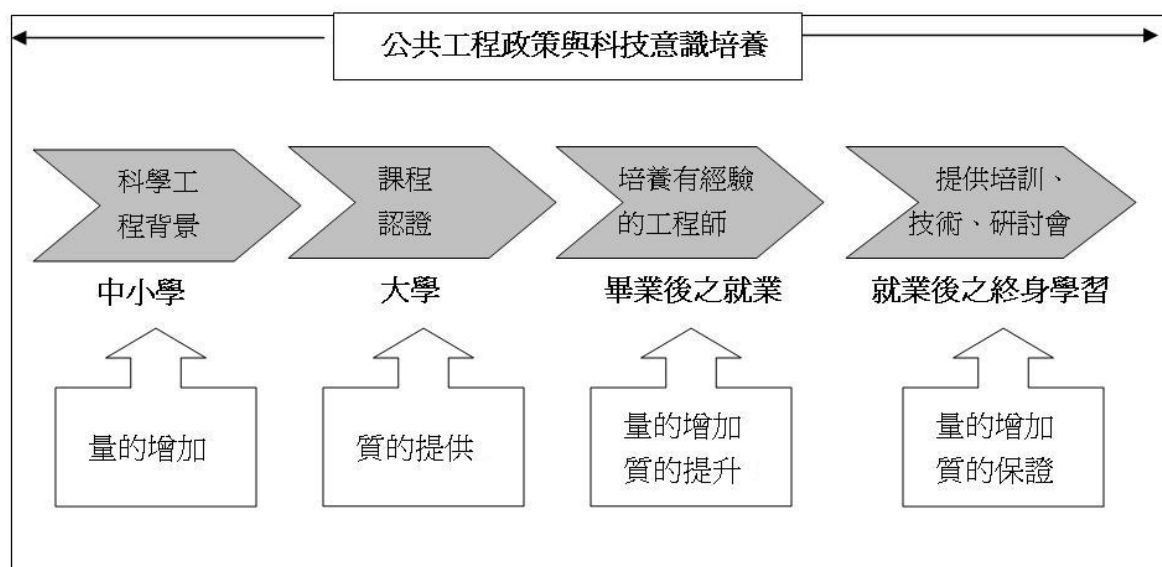 公共工程政策與科技意識培養
科學工
程背景
課程
認證
培養有經驗
的工程師
提供培訓、
技術、研討會
中小學
大學
畢業後之就業
就業後之終身學習
量的增加
質的提供
量的增加
質的提升
量的增加
質的保證